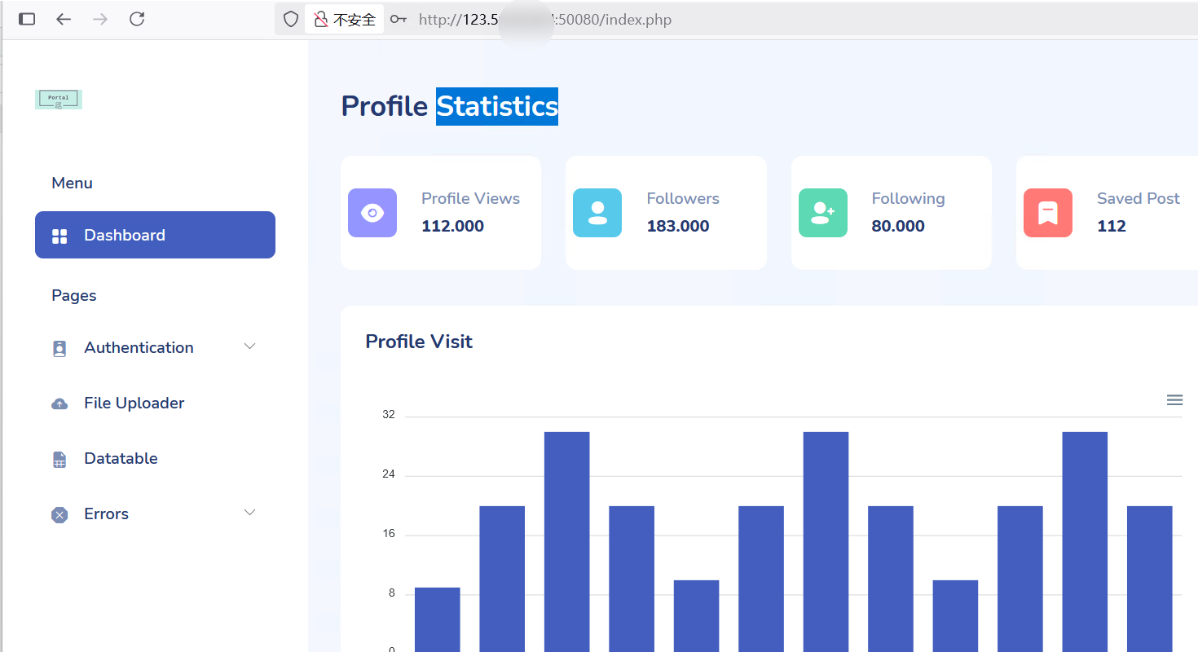 不安全 http://123.5 :50080/index.php
Portal
Profile Statistics
Menu
Dashboard
Pages
Authentication
File Uploader
Datatable
Errors
Profile Views
112.000
Followers
183.000
Following
80.000
Saved Post
112
Profile Visit
32
24
16
8
0